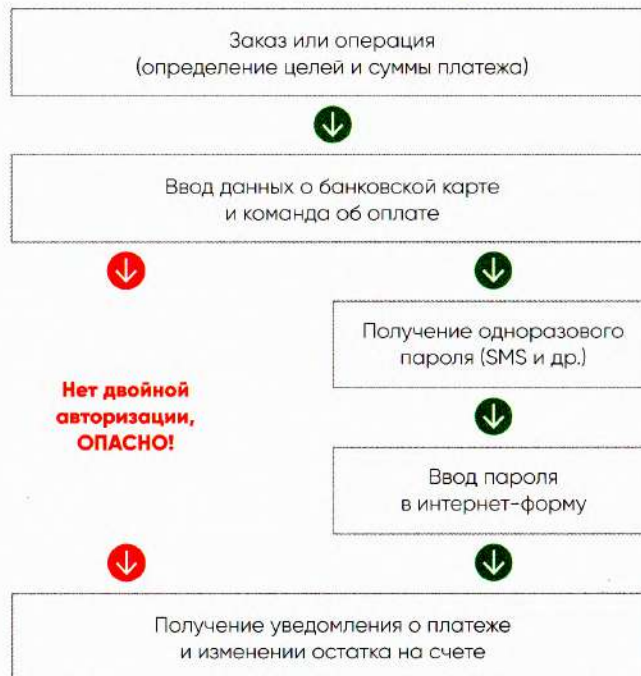 Заказ или операция
(определение целей и суммы платежа)
Ввод данных о банковской карте
и команда об оплате
Получение одноразового
пароля (SMS и др.)
Нет двойной
авторизации,
ОПАСНО!
Ввод пароля
в интернет-форму
Получение уведомления о платеже
и изменении остатка на счете